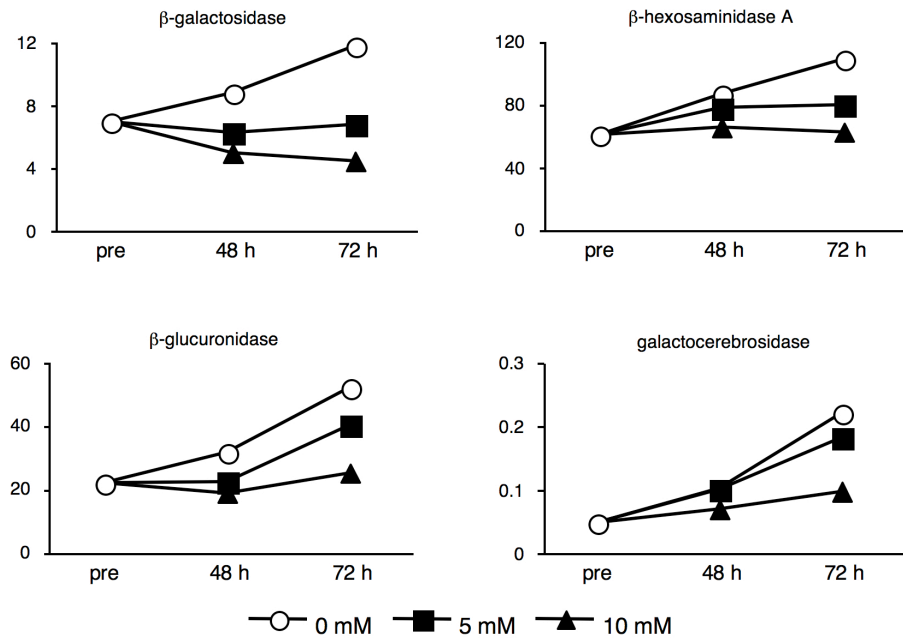 β-galactosidase
12
8
4
0
pre 48 h 72 h
β-hexosaminidase A
120
80
40
0
pre 48 h 72 h
β-glucuronidase
60
40
20
0
pre 48 h 72 h
galactocerebrosidase
0.3
0.2
0.1
0
pre 48 h 72 h
0 mM 5 mM 10 mM